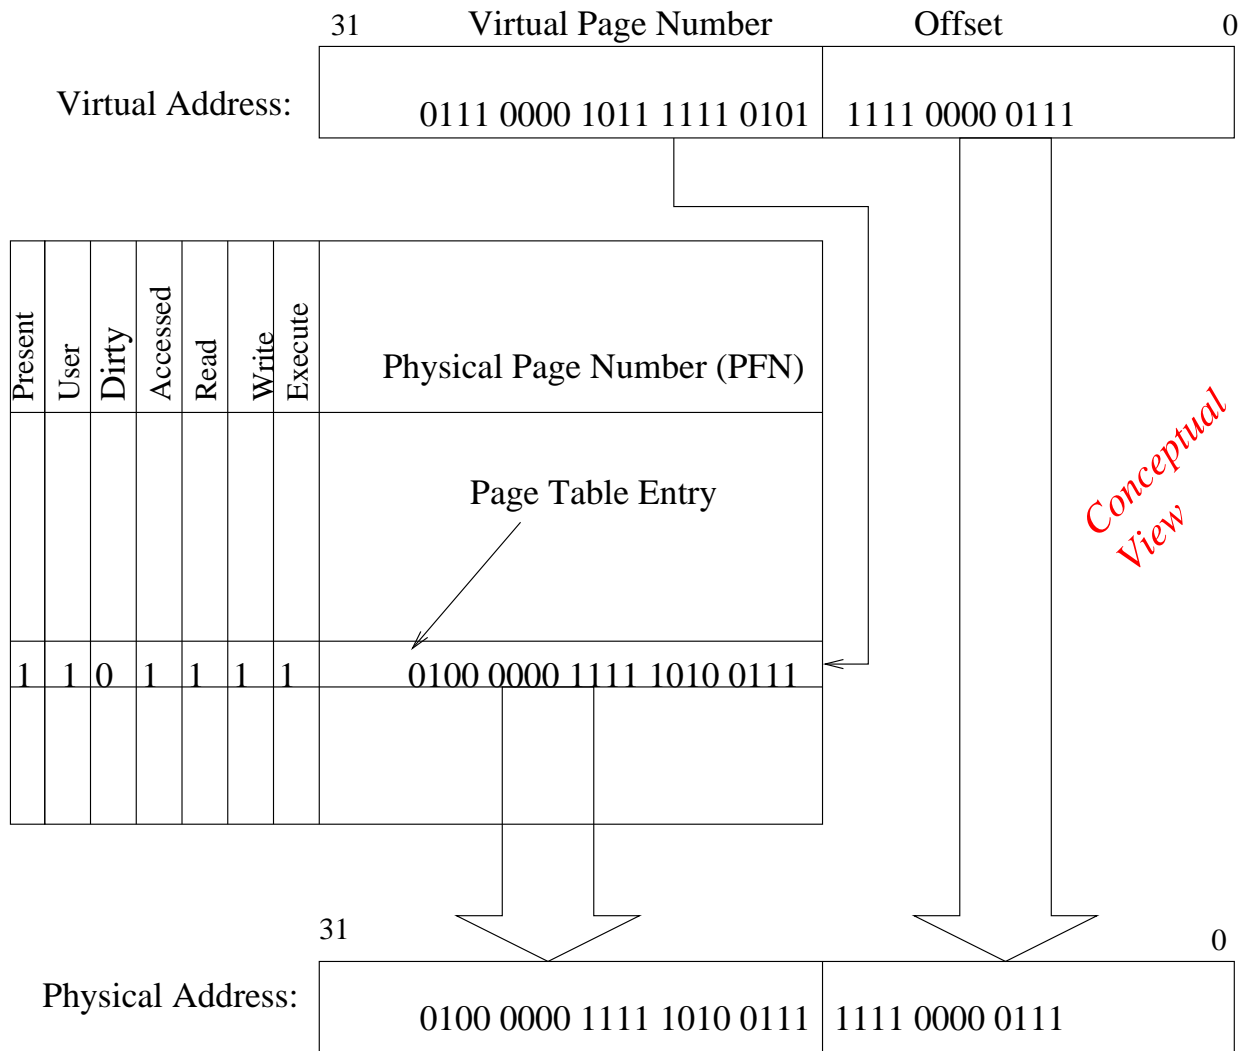 31 Virtual Page Number Offset 0
Virtual Address: 0111 0000 1011 1111 0101 1111 0000 0111
Present User Dirty Accessed Read Write Execute Physical Page Number (PFN)
Page Table Entry
Conceptual
View
1 1 0 1 1 1 1 0100 0000 1111 1010 0111
31 0
Physical Address: 0100 0000 1111 1010 0111 1111 0000 0111